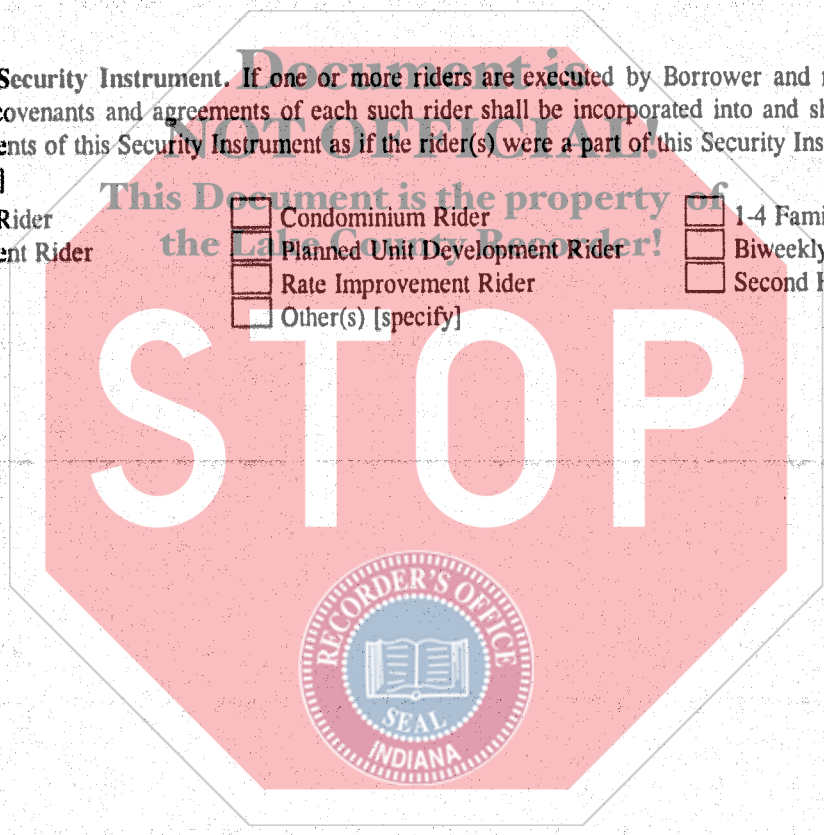 Document is
Security Instrument. If one or more riders are executed by Borrower and
covenants and agreements of each such rider shall be incorporated into and
ents of this Security Instrument as if the rider(s) were a part of this Security Ins
NOT OFFICIAL!
]
This Document is the property of
Rider
Condominium Rider
1-4 Fami
the Lake County Recorder!
ent Rider
Planned Unit Development Rider
Biweekly
Rate Improvement Rider
Second H
Other(s) [specify]
STOP
RECORDER'S OFFICE
SEAL
INDIANA